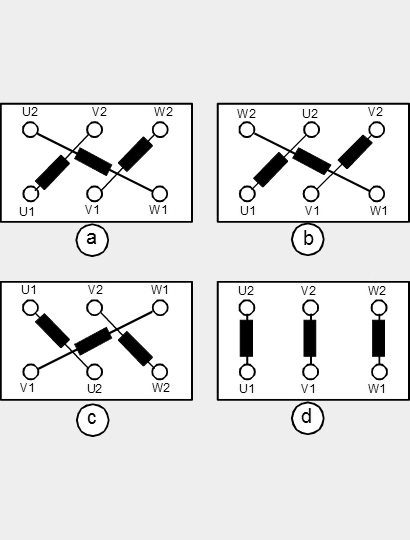 U2 V2 W2
U1 V1 W1
a
W2 U2 V2
U1 V1 W1
b
U1 V2 W1
V1 U2 W2
c
U2 V2 W2
U1 V1 W1
d